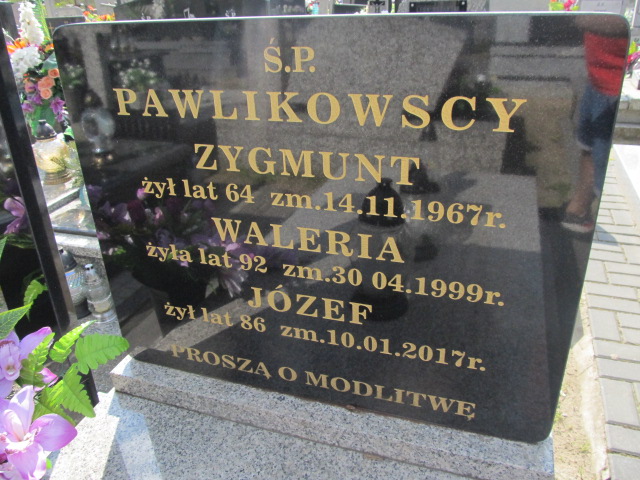 Ś.P.
PAWLIKOWSCY
ZYGMUNT
żył lat 64 zm.14.11.1967r.
WALERIA
żyła lat 92 zm.30 04.1999r.
JÓZEF
żył lat 86 zm.10.01.2017r.
PROSZĄ O MODLITWĘ